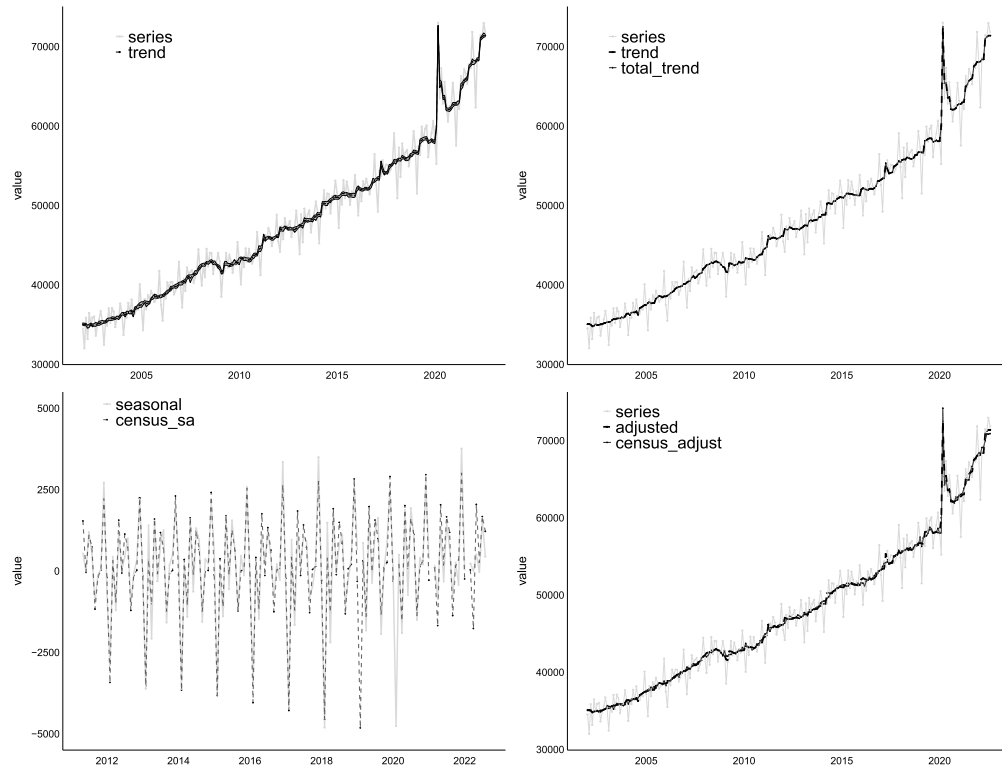 series
trend
70000
60000
50000
40000
30000
value
2005
2010
2015
2020
series
trend
total_trend
70000
60000
50000
40000
30000
value
2005
2010
2015
2020
seasonal
census_sa
5000
2500
0
−2500
−5000
value
2012
2014
2016
2018
2020
2022
series
adjusted
census_adjust
70000
60000
50000
40000
30000
value
2005
2010
2015
2020